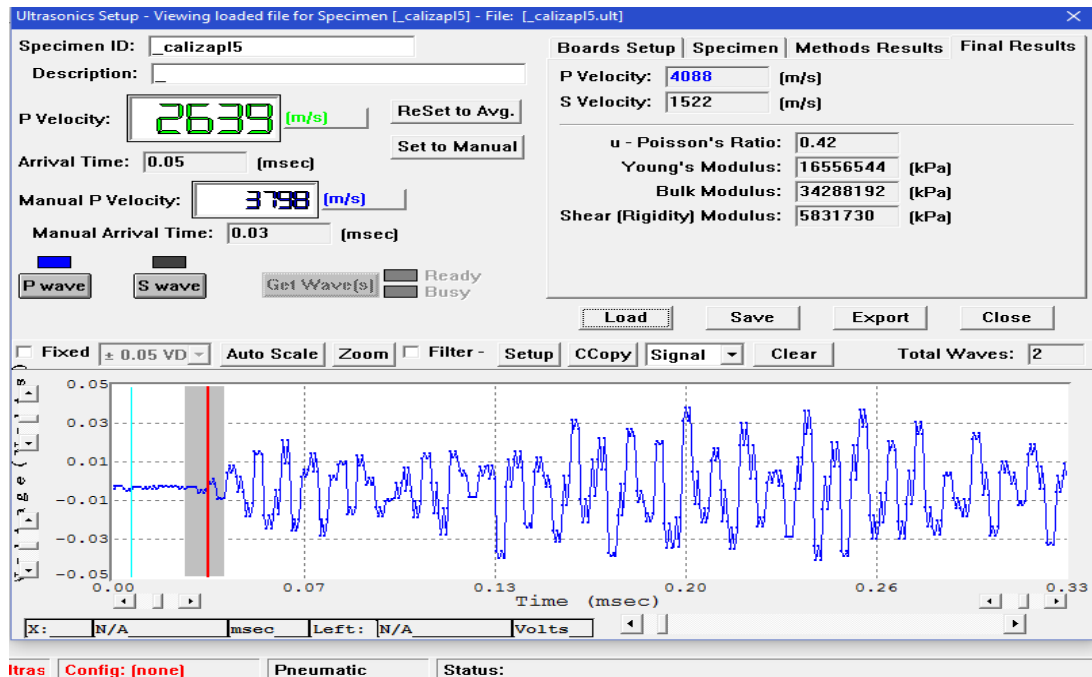 Ultrasonics Setup - Viewing loaded file for Specimen [_calizapl5] - File: [_calizapl5.ult]
Specimen ID: _calizapl5
Description: _
P Velocity: 2639 (m/s) ReSet to Avg.
Set to Manual
Arrival Time: 0.05 (msec)
Manual P Velocity: 3798 (m/s)
Manual Arrival Time: 0.03 (msec)
P wave S wave Get Wave(s) Ready
Busy
Boards Setup Specimen Methods Results Final Results
P Velocity: 4088 (m/s)
S Velocity: 1522 (m/s)
u - Poisson's Ratio: 0.42
Young's Modulus: 16556544 (kPa)
Bulk Modulus: 34288192 (kPa)
Shear (Rigidity) Modulus: 5831730 (kPa)
Load Save Export Close
Fixed ± 0.05 VD Auto Scale Zoom Filter - Setup CCopy Signal Clear Total Waves: 2
0.05
0.03
0.01
-0.01
-0.03
-0.05
0.00 0.07 0.13 0.20 0.26 0.33
Time (msec)
X: N/A msec Left: N/A Volts
ltras Config: (none) Pneumatic Status: